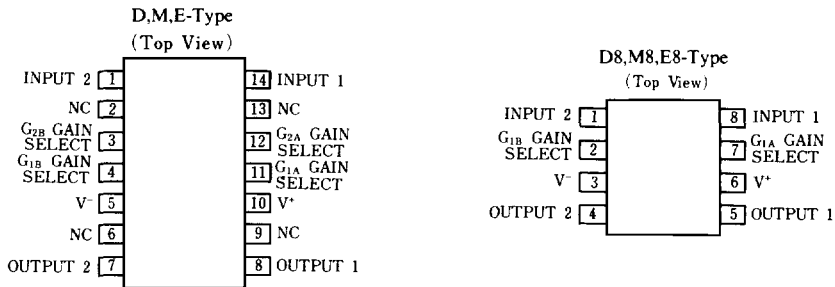 D,M,E-Type
(Top View)
INPUT 2 1
14 INPUT 1
NC 2
13 NC
G2B GAIN
SELECT 3
12 G2A GAIN
SELECT
G1B GAIN
SELECT 4
11 G1A GAIN
SELECT
V- 5
10 V+
NC 6
9 NC
OUTPUT 2 7
8 OUTPUT 1
D8,M8,E8-Type
(Top View)
INPUT 2 1
8 INPUT 1
G1B GAIN
SELECT 2
7 G1A GAIN
SELECT
V- 3
6 V+
OUTPUT 2 4
5 OUTPUT 1